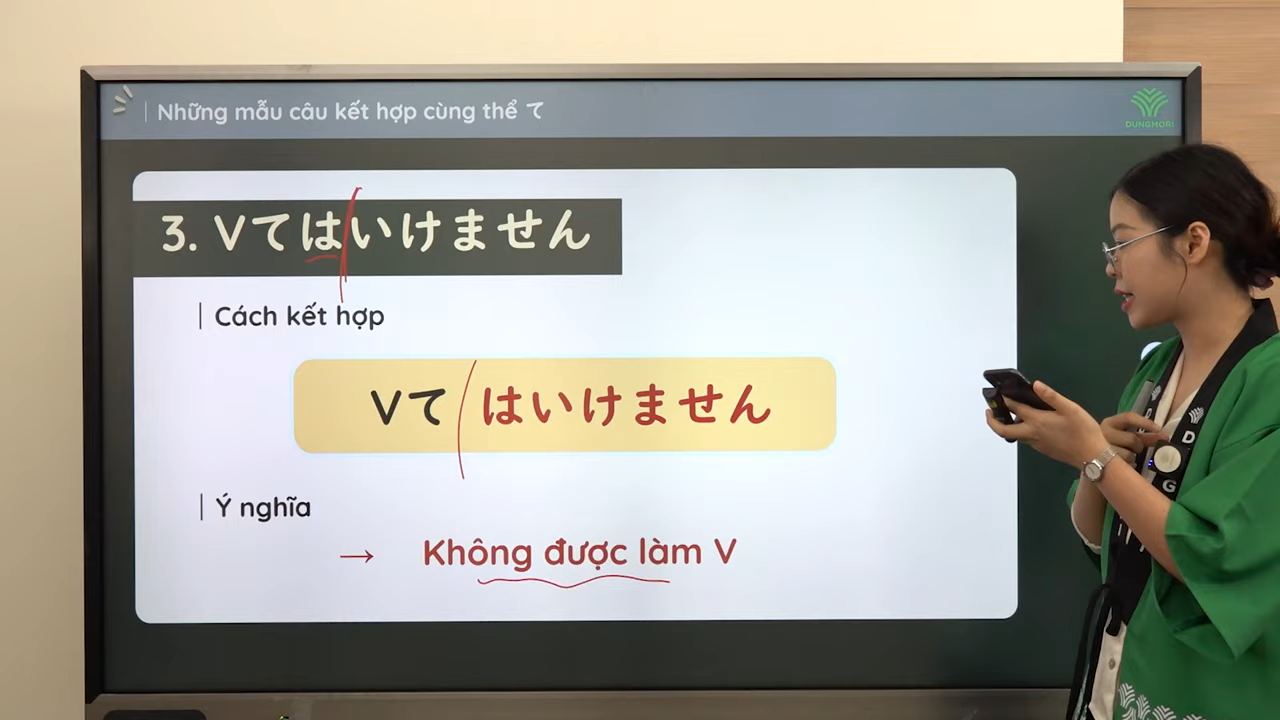 Những mẫu câu kết hợp cùng thể て
DUNGMORI
3. Vてはいけません
Cách kết hợp
Vて はいけません
Ý nghĩa
→ Không được làm V
D
G